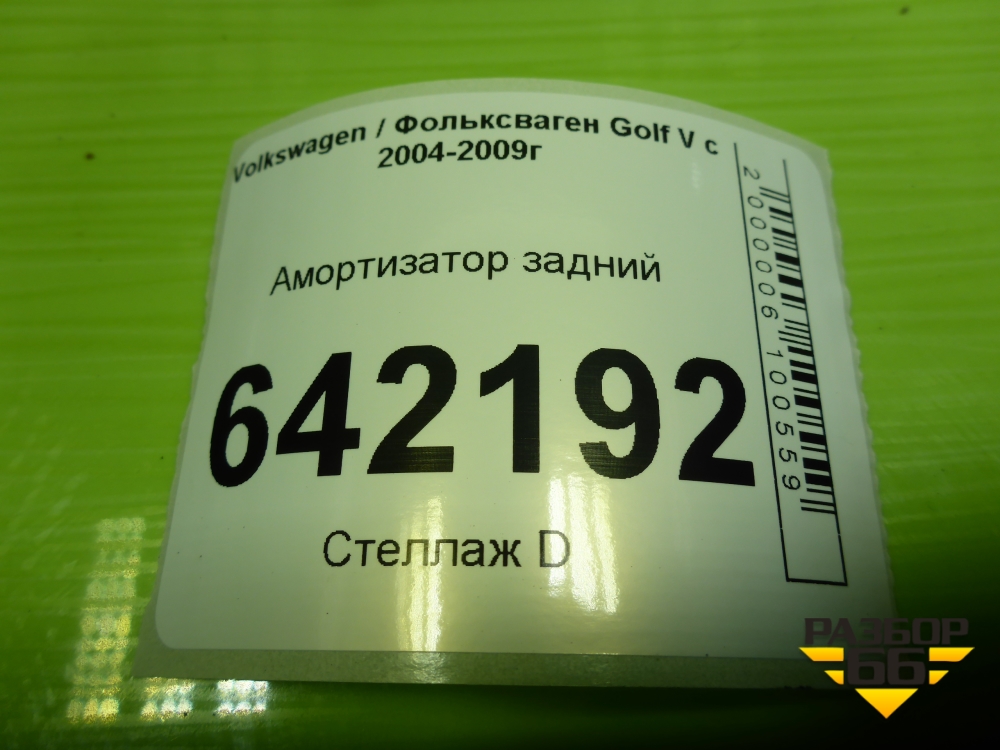 Volkswagen / Фольксваген Golf V с
2004-2009г
Амортизатор задний
642192
Стеллаж D
2000006100559
РАЗБОР
66